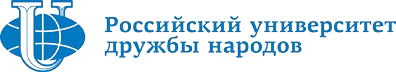 Российский университет
дружбы народов